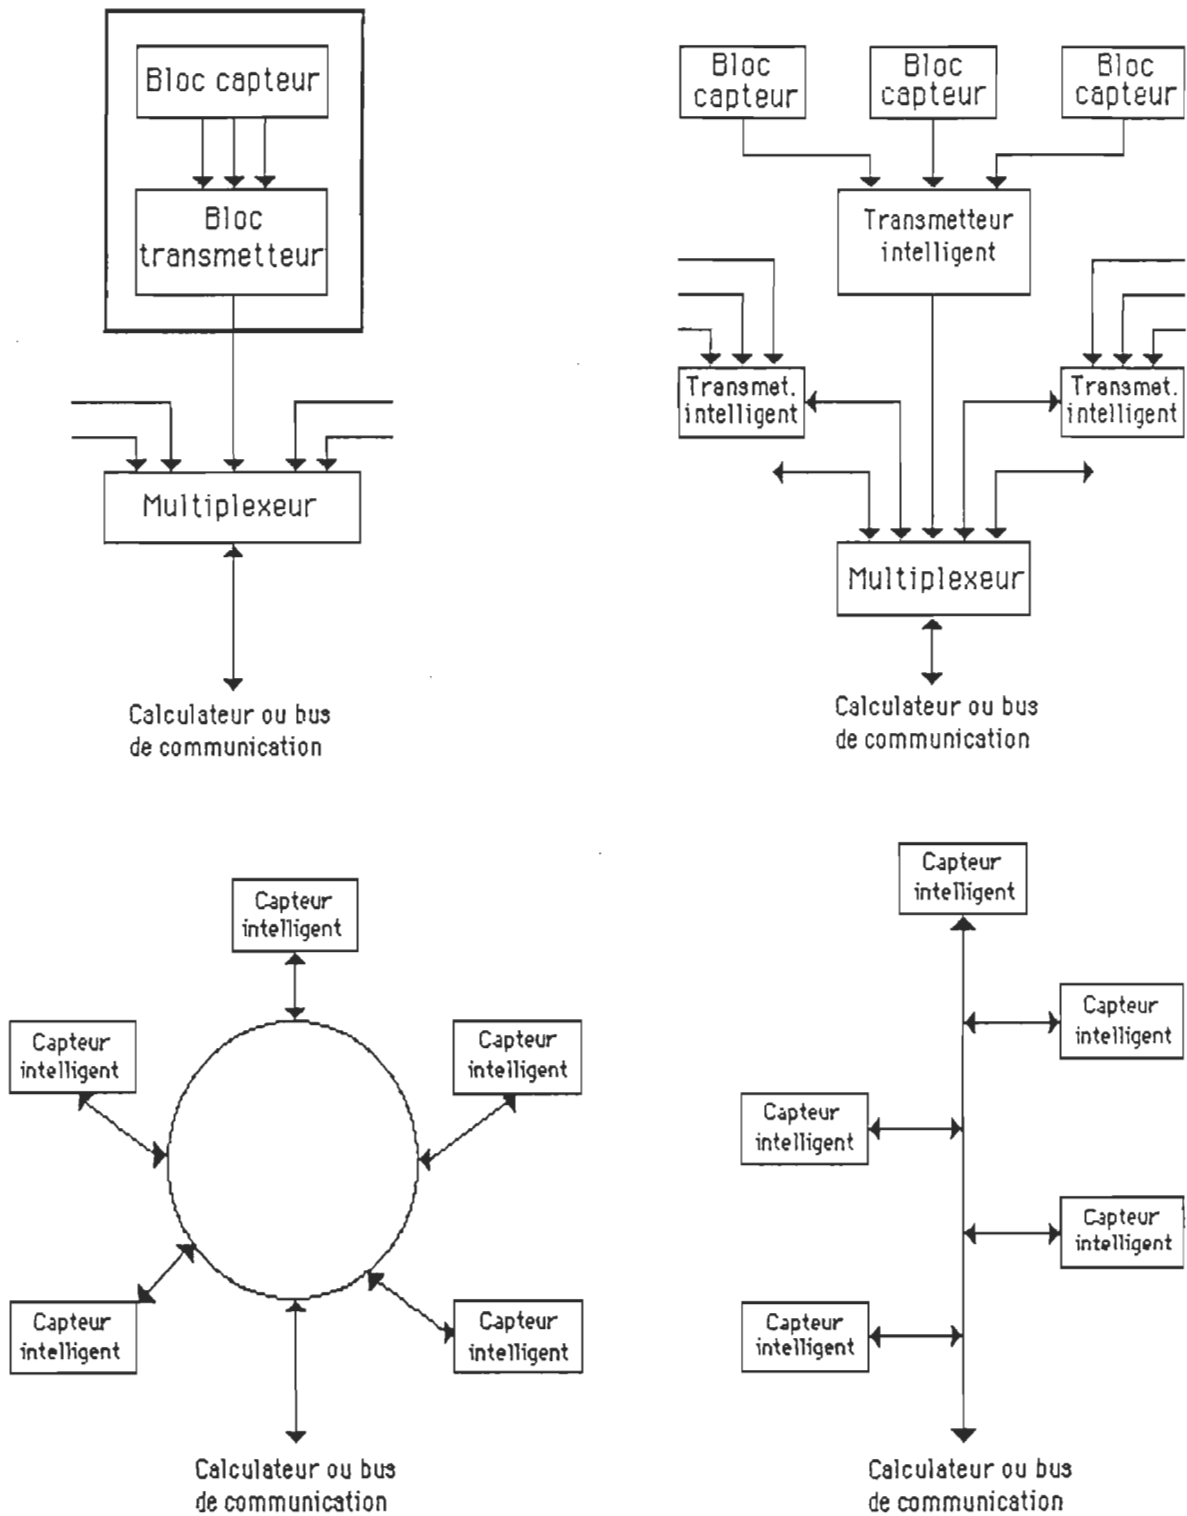 Bloc capteur
Bloc
transmetteur
Multiplexeur
Calculateur ou bus
de communication
Bloc
capteur
Bloc
capteur
Bloc
capteur
Transmetteur
intelligent
Transmet.
intelligent
Transmet.
intelligent
Multiplexeur
Calculateur ou bus
de communication
Capteur
intelligent
Capteur
intelligent
Capteur
intelligent
Capteur
intelligent
Capteur
intelligent
Calculateur ou bus
de communication
Capteur
intelligent
Capteur
intelligent
Capteur
intelligent
Capteur
intelligent
Capteur
intelligent
Calculateur ou bus
de communication